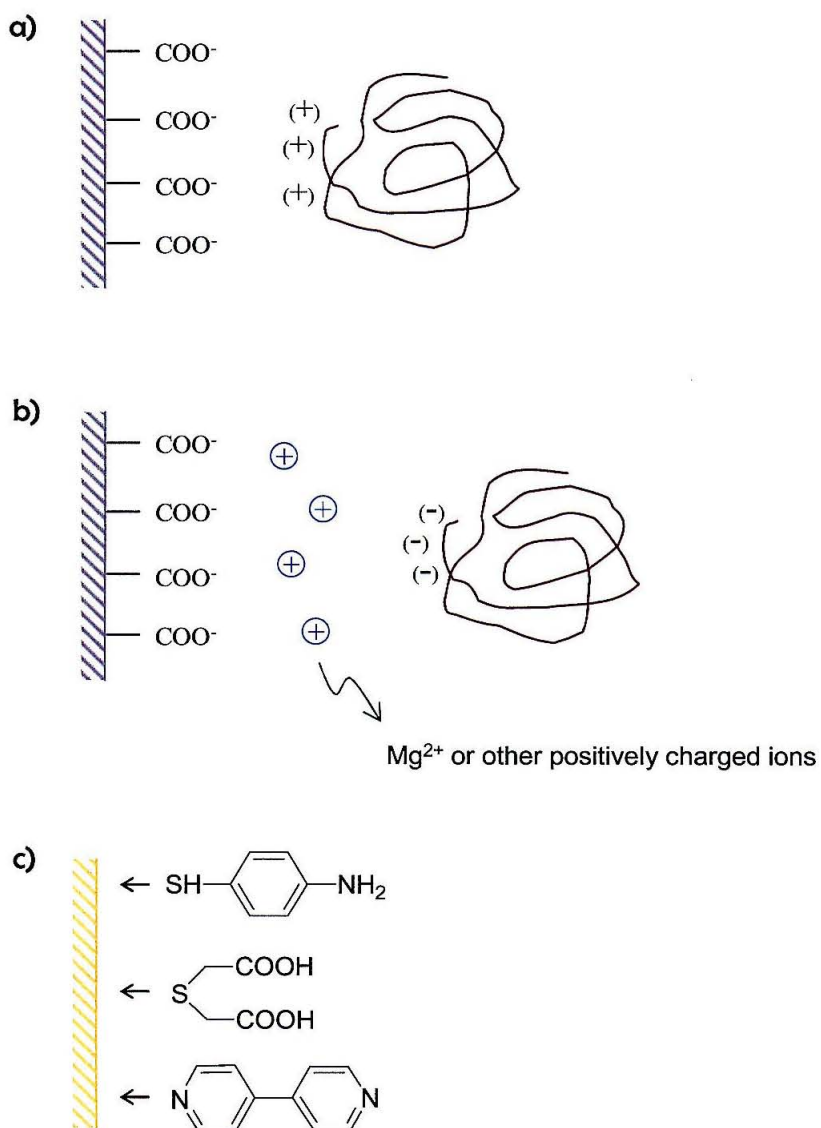 a)
COO⁻
(+)
COO⁻
(+)
COO⁻
(+)
COO⁻
b)
COO⁻
+
COO⁻
+
(-)
(-)
COO⁻
+
(-)
COO⁻
+
Mg²⁺ or other positively charged ions
c)
SH NH₂
COOH
S
COOH
N N